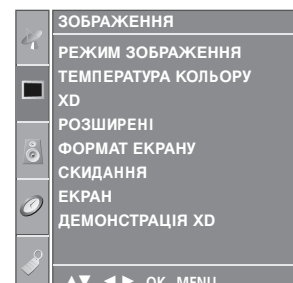 ЗОБРАЖЕННЯ
РЕЖИМ ЗОБРАЖЕННЯ
ТЕМПЕРАТУРА КОЛЬОРУ
XD
РОЗШИРЕНІ
ФОРМАТ ЕКРАНУ
СКИДАННЯ
ЕКРАН
ДЕМОНСТРАЦІЯ XD
▲▼ ◄► OK MENU